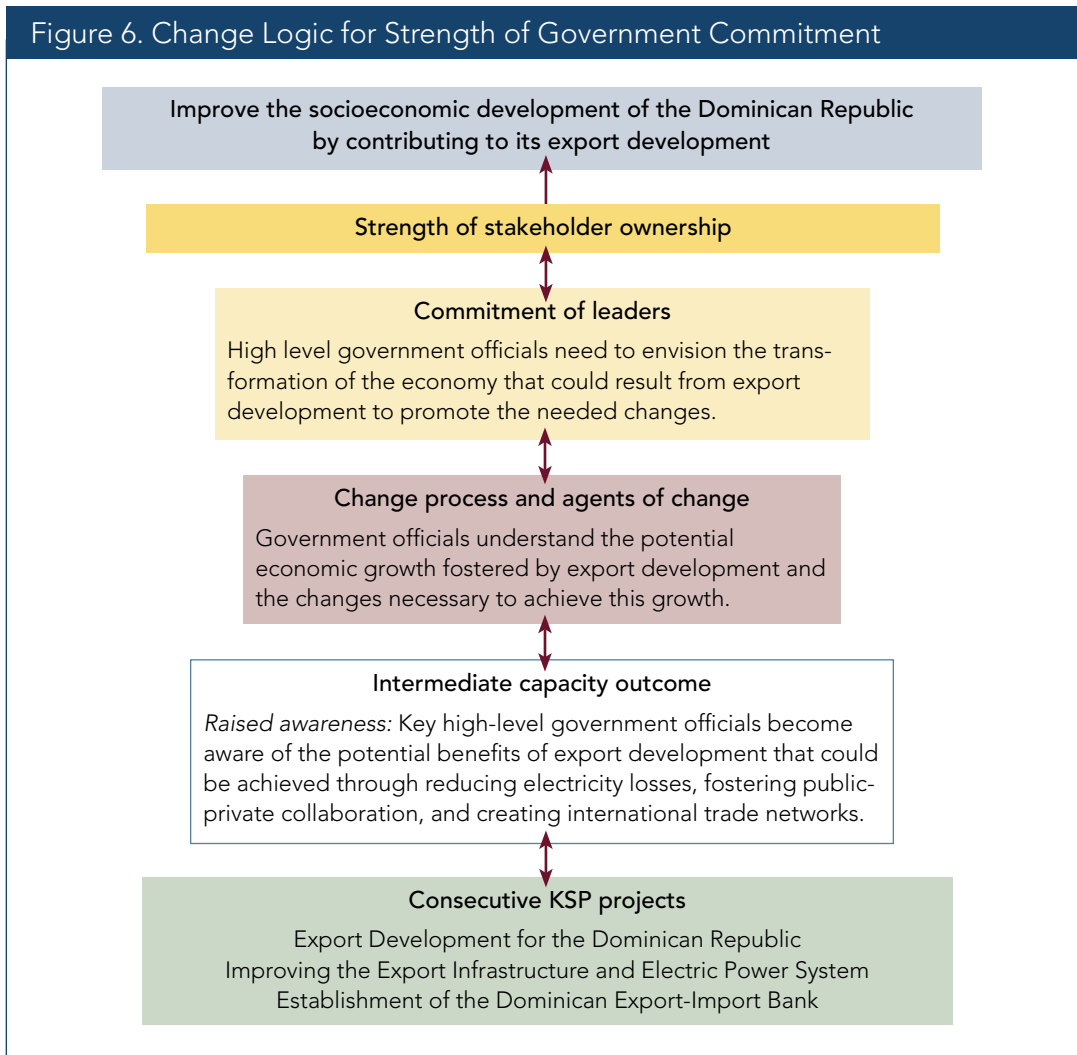 Figure 6. Change Logic for Strength of Government Commitment
Improve the socioeconomic development of the Dominican Republic
by contributing to its export development
Strength of stakeholder ownership
Commitment of leaders
High level government officials need to envision the trans-
formation of the economy that could result from export
development to promote the needed changes.
Change process and agents of change
Government officials understand the potential
economic growth fostered by export development and
the changes necessary to achieve this growth.
Intermediate capacity outcome
Raised awareness: Key high-level government officials become
aware of the potential benefits of export development that could
be achieved through reducing electricity losses, fostering public-
private collaboration, and creating international trade networks.
Consecutive KSP projects
Export Development for the Dominican Republic
Improving the Export Infrastructure and Electric Power System
Establishment of the Dominican Export-Import Bank